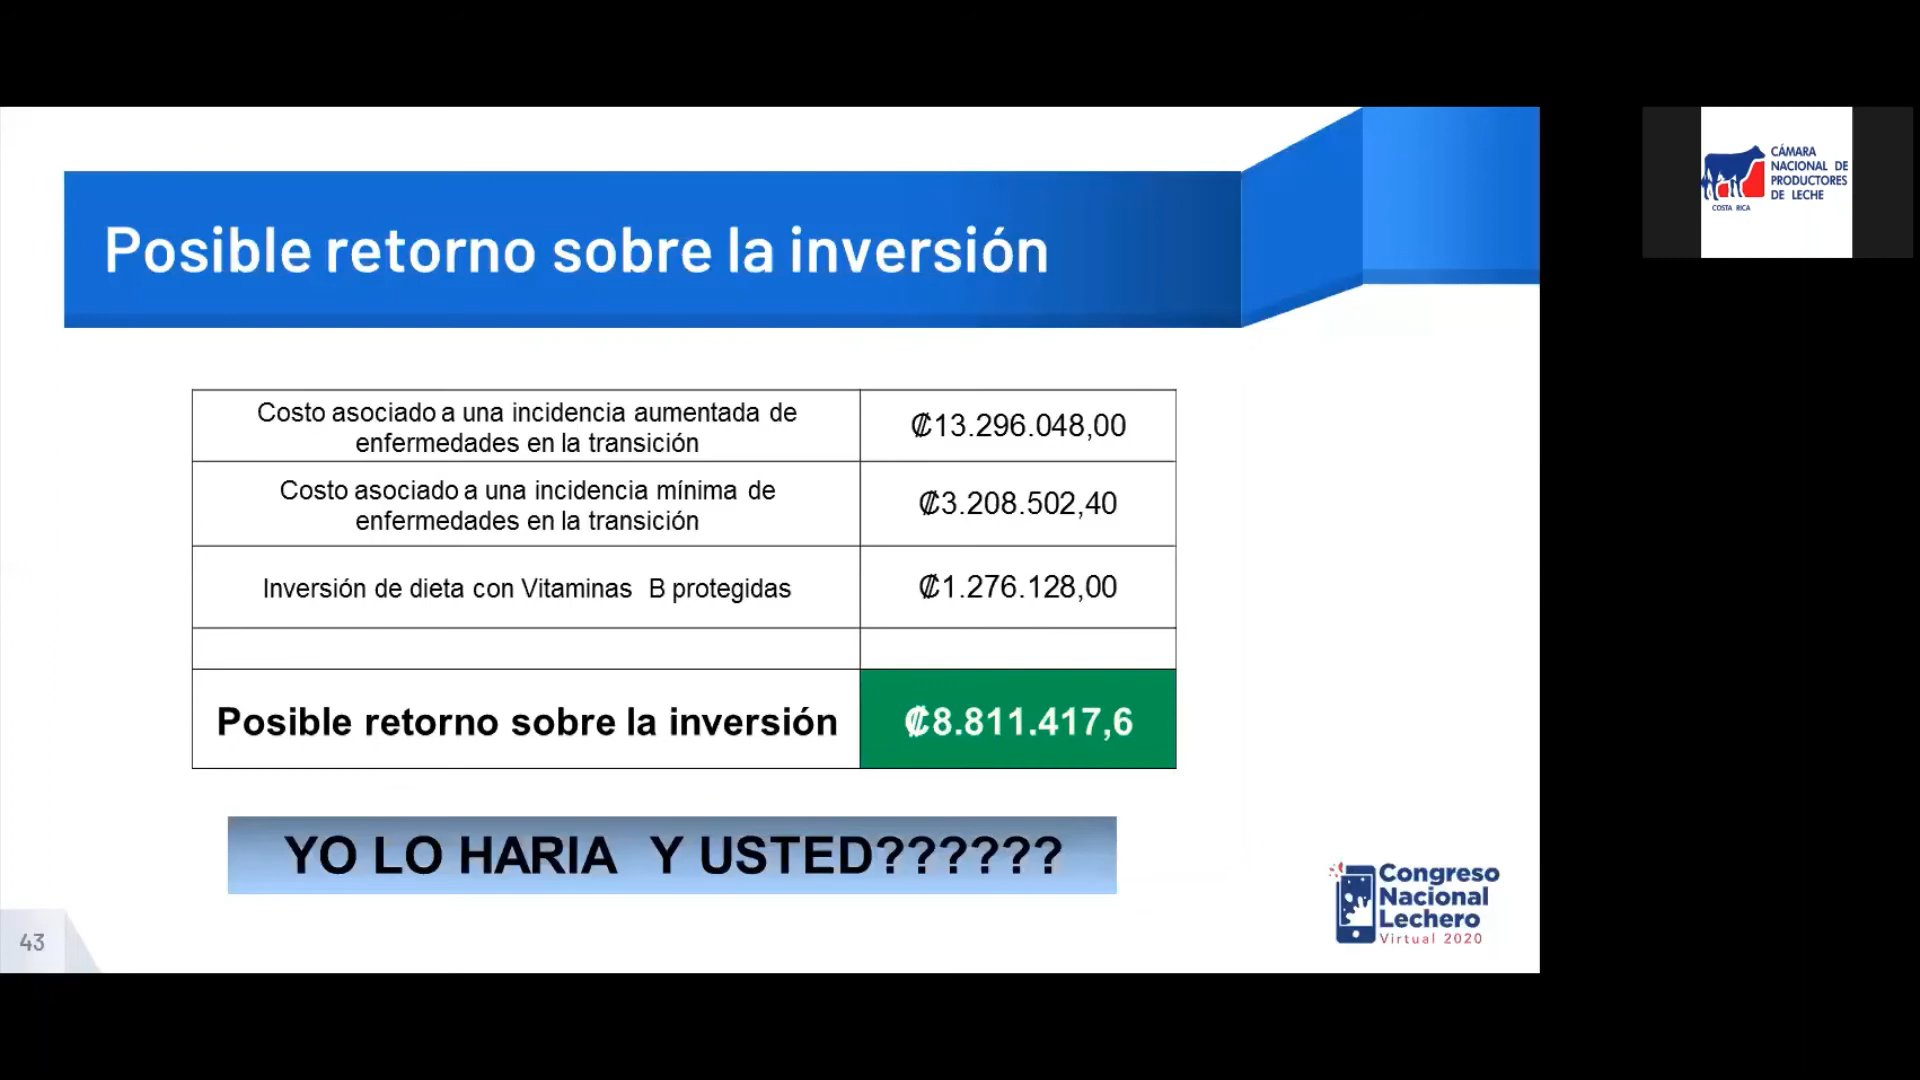 Posible retorno sobre la inversión
Costo asociado a una incidencia aumentada de
enfermedades en la transición
₡13.296.048,00
Costo asociado a una incidencia mínima de
enfermedades en la transición
₡3.208.502,40
Inversión de dieta con Vitaminas B protegidas
₡1.276.128,00
Posible retorno sobre la inversión
₡8.811.417,6
YO LO HARIA Y USTED??????
43
Congreso
Nacional
Lechero
Virtual 2020
CÁMARA
NACIONAL DE
PRODUCTORES
DE LECHE
COSTA RICA